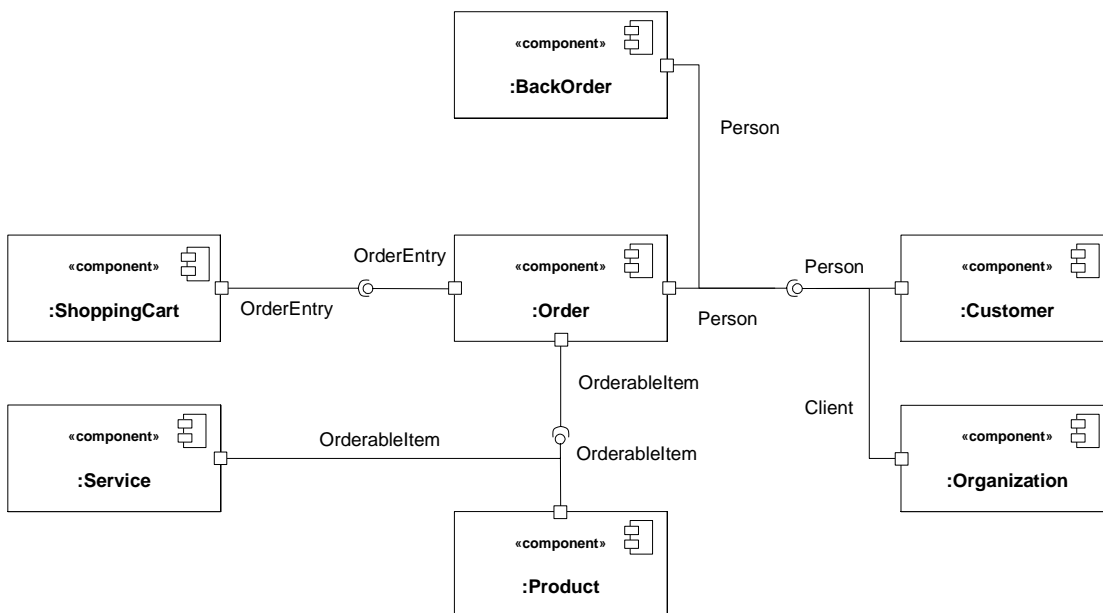 «component»
:BackOrder
Person
«component»
:ShoppingCart
OrderEntry
OrderEntry
«component»
:Order
Person
Person
«component»
:Customer
OrderableItem
Client
«component»
:Service
OrderableItem
OrderableItem
«component»
:Organization
«component»
:Product